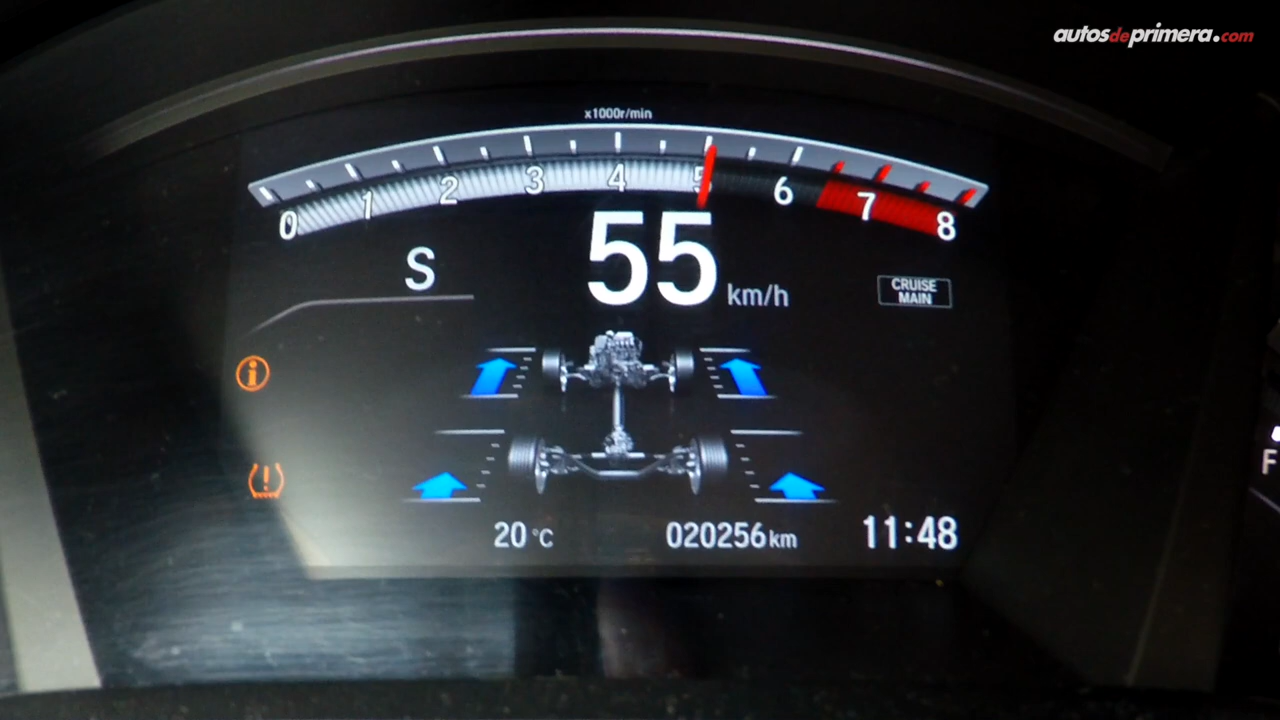 autosdeprimera.com
x1000r/min
0 1 2 3 4 5 6 7 8
S
55 km/h
CRUISE
MAIN
20 °C
020256 km
11:48
F